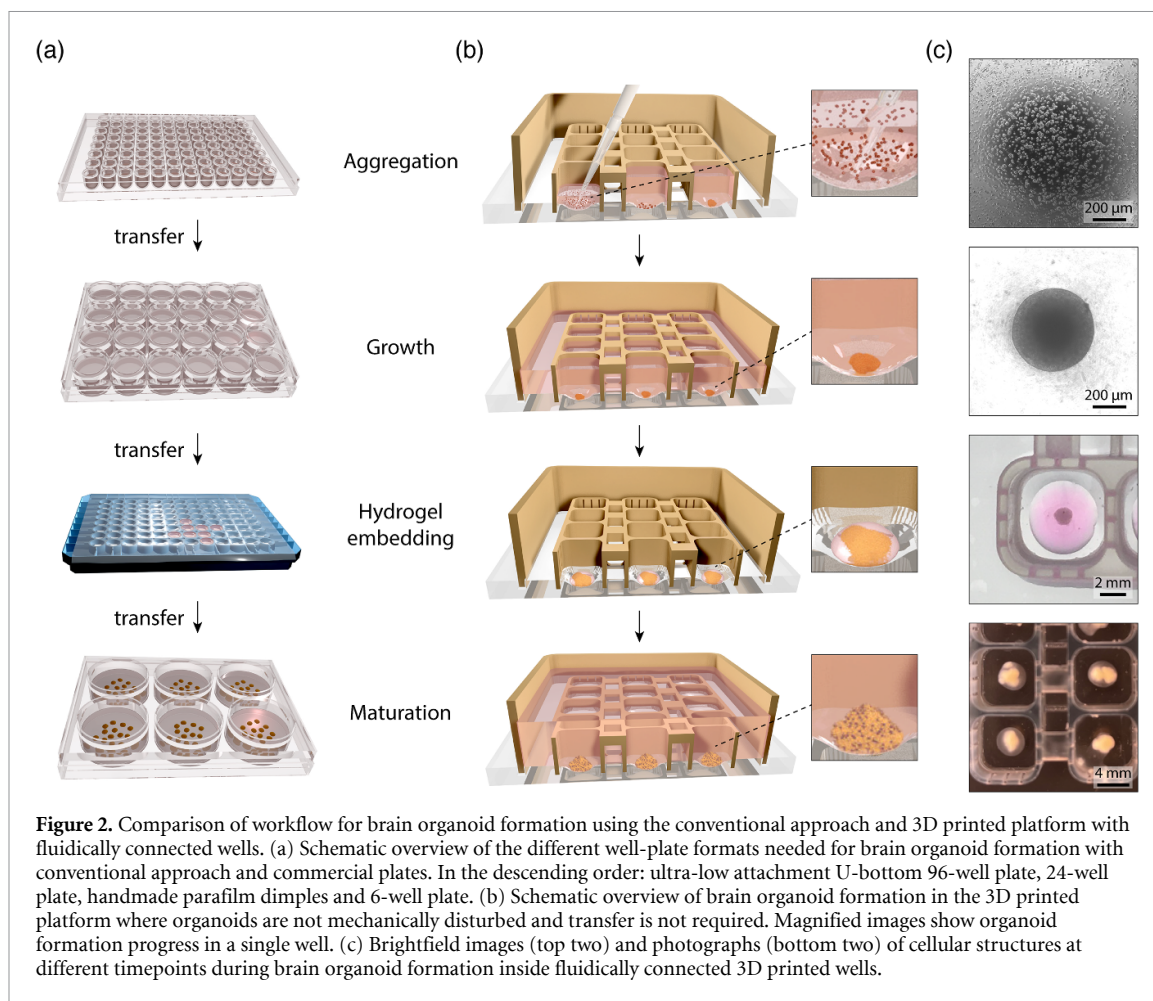 (a)
(b)
(c)
Aggregation
200 µm
transfer
Growth
200 µm
transfer
Hydrogel
embedding
2 mm
transfer
Maturation
4 mm
Figure 2. Comparison of workflow for brain organoid formation using the conventional approach and 3D printed platform with
fluidically connected wells. (a) Schematic overview of the different well-plate formats needed for brain organoid formation with
conventional approach and commercial plates. In the descending order: ultra-low attachment U-bottom 96-well plate, 24-well
plate, handmade parafilm dimples and 6-well plate. (b) Schematic overview of brain organoid formation in the 3D printed
platform where organoids are not mechanically disturbed and transfer is not required. Magnified images show organoid
formation progress in a single well. (c) Brightfield images (top two) and photographs (bottom two) of cellular structures at
different timepoints during brain organoid formation inside fluidically connected 3D printed wells.